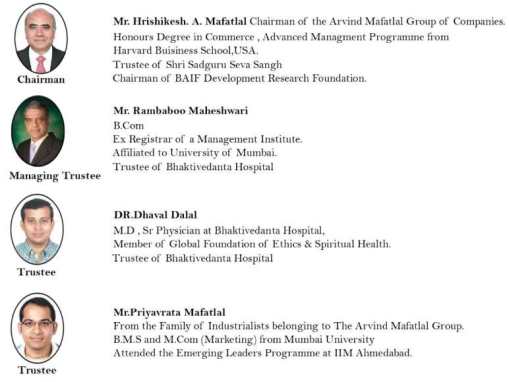 Mr. Hrishikesh. A. Mafatlal Chairman of the Arvind Mafatlal Group of Companies.
Honours Degree in Commerce , Advanced Managment Programme from
Harvard Buisiness School,USA.
Trustee of Shri Sadguru Seva Sangh
Chairman of BAIF Development Research Foundation.
Chairman
Mr. Rambaboo Maheshwari
B.Com
Ex Registrar of a Management Institute.
Affiliated to University of Mumbai.
Trustee of Bhaktivedanta Hospital
Managing Trustee
DR.Dhaval Dalal
M.D , Sr Physician at Bhaktivedanta Hospital,
Member of Global Foundation of Ethics & Spiritual Health.
Trustee of Bhaktivedanta Hospital
Trustee
Mr.Priyavrata Mafatlal
From the Family of Industrialists belonging to The Arvind Mafatlal Group.
B.M.S and M.Com (Marketing) from Mumbai University
Attended the Emerging Leaders Programme at IIM Ahmedabad.
Trustee